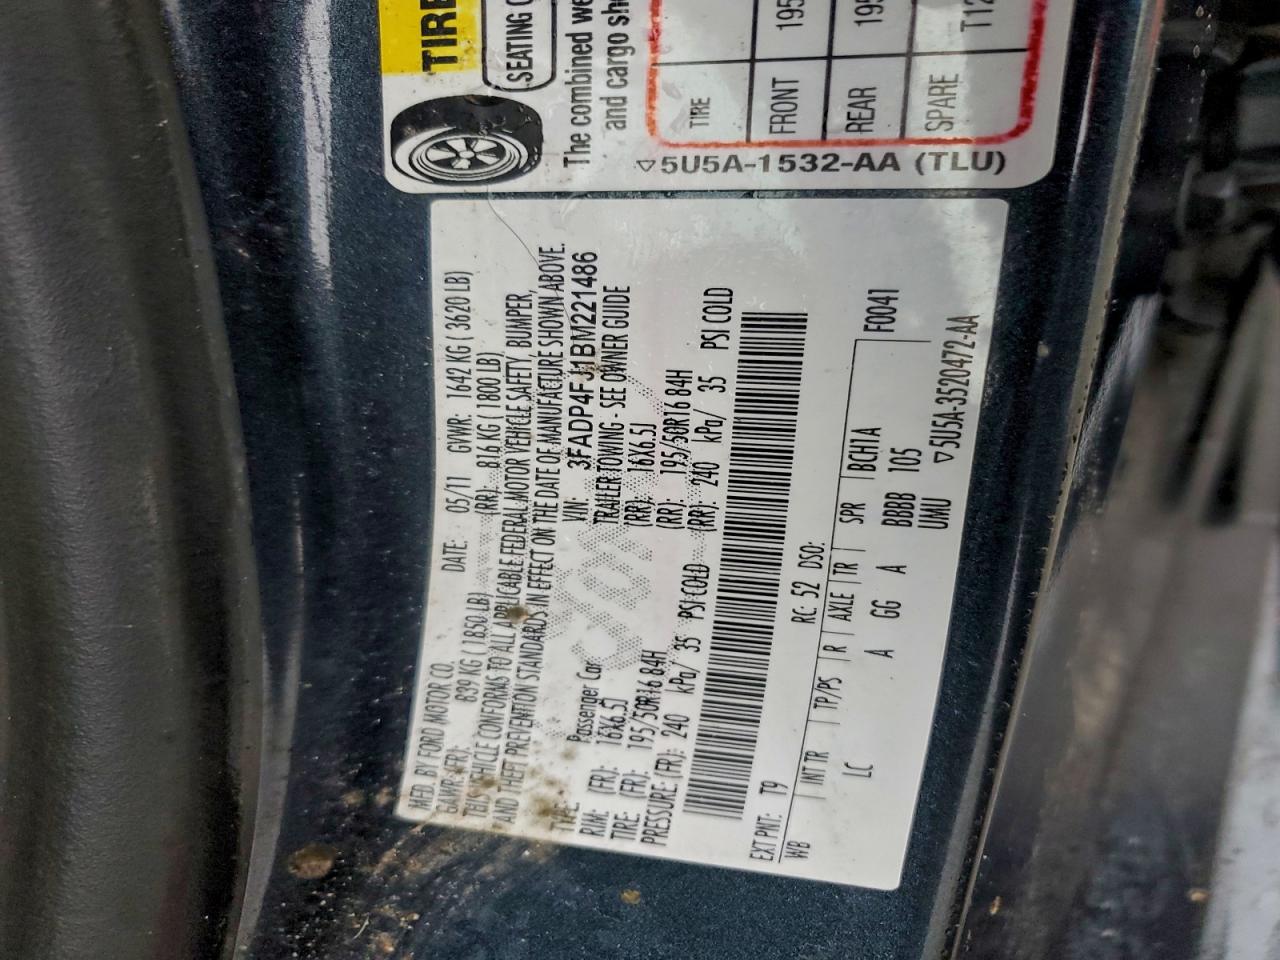 TIRE
SEATING
The combined we
and cargo sh
TIRE
FRONT 195
REAR 195
SPARE T12
▽5U5A-1532-AA (TLU)
MFD. BY FORD MOTOR CO. DATE: 05/11 GVWR: 1642 KG ( 3620 LB)
GAWR: (FR): 839 KG ( 1850 LB) (RR): 816 KG ( 1800 LB)
THIS VEHICLE CONFORMS TO ALL APPLICABLE FEDERAL MOTOR VEHICLE SAFETY, BUMPER,
AND THEFT PREVENTION STANDARDS IN EFFECT ON THE DATE OF MANUFACTURE SHOWN ABOVE.
VIN: 3FADP4FJ1BM221486
TYPE: Passenger Car TRAILER TOWING - SEE OWNER GUIDE
RIM: (FR): 16X6.5J (RR): 16X6.5J
TIRE: (FR): 195/50R16 84H (RR): 195/50R16 84H
PRESSURE (FR): 240 kPa/ 35 PSI COLD (RR): 240 kPa/ 35 PSI COLD
EXT PNT: T9 RC: 52 DSO:
WB INT TR TP/PS R AXLE TR SPR BCH1A F0041
LC A GG A BBBB 105
UMU ▽5U5A-3520472-AA